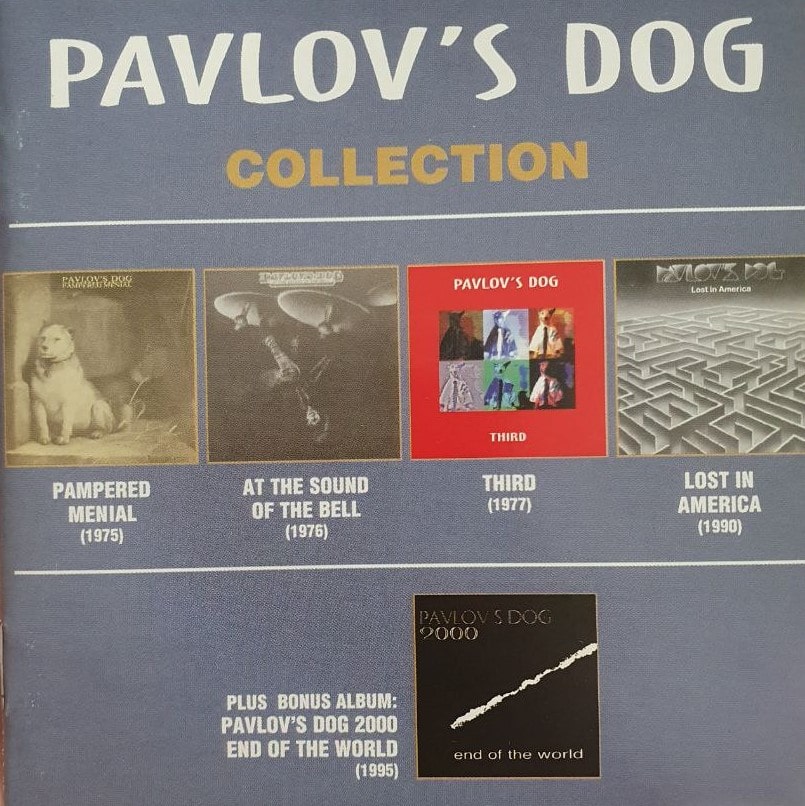 PAVLOV'S DOG
COLLECTION
PAVLOV'S DOG
PAMPERED MENIAL
PAVLOV'S DOG
THIRD
PAVLOV'S DOG
Lost in America
PAMPERED
MENIAL
(1975)
AT THE SOUND
OF THE BELL
(1976)
THIRD
(1977)
LOST IN
AMERICA
(1990)
PLUS BONUS ALBUM:
PAVLOV'S DOG 2000
END OF THE WORLD
(1995)
PAVLOV S DOG
2000
end of the world